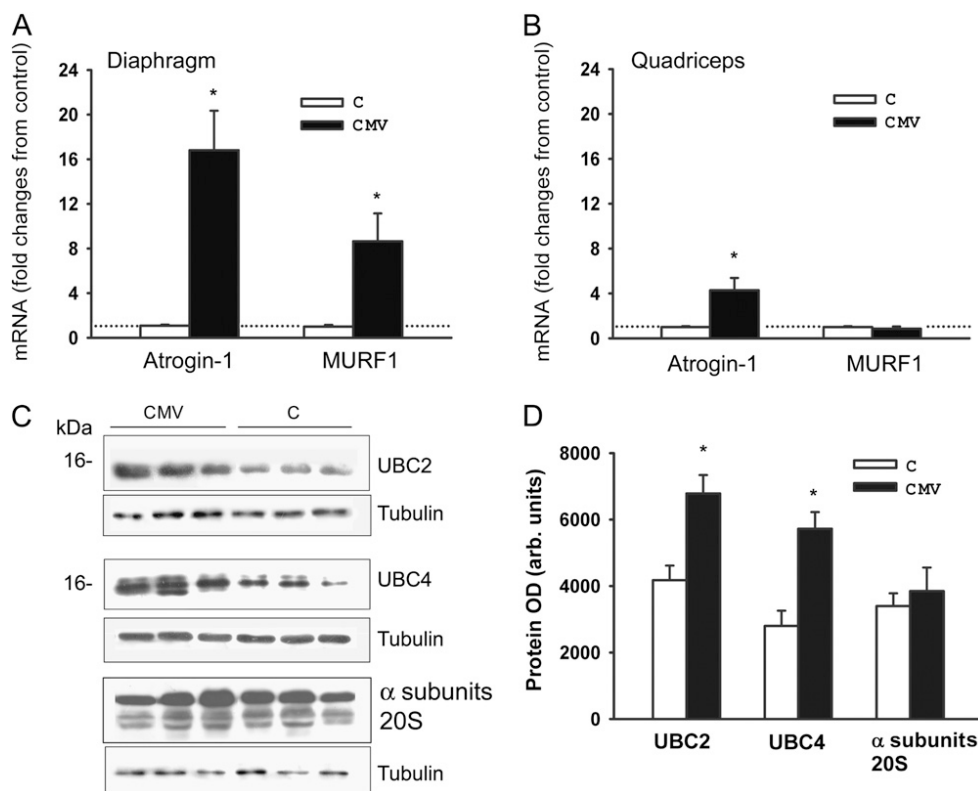 A
Diaphragm
mRNA (fold changes from control)
24
20
16
12
8
4
0
C
CMV
*
*
Atrogin-1 MURF1
B
Quadriceps
mRNA (fold changes from control)
24
20
16
12
8
4
0
C
CMV
*
Atrogin-1 MURF1
C
CMV C
kDa
16- UBC2
Tubulin
16- UBC4
Tubulin
α subunits
20S
Tubulin
D
Protein OD (arb. units)
8000
6000
4000
2000
0
C
CMV
*
*
UBC2 UBC4 α subunits
20S